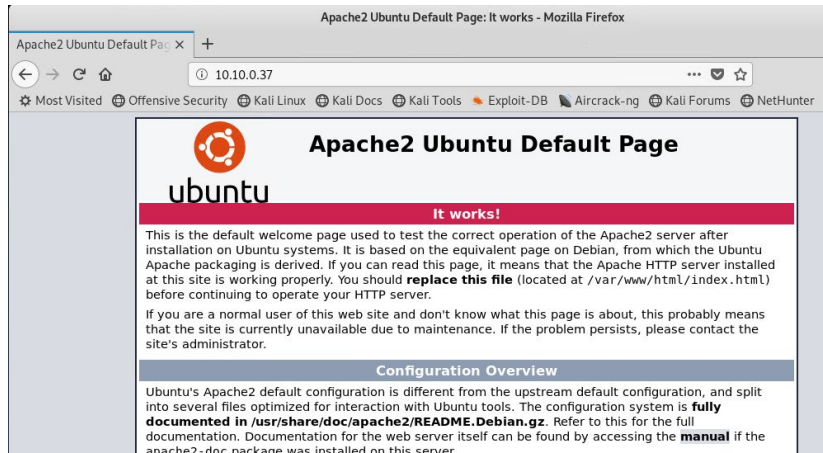 Apache2 Ubuntu Default Page: It works - Mozilla Firefox
Apache2 Ubuntu Default Pag × +
10.10.0.37
Most Visited Offensive Security Kali Linux Kali Docs Kali Tools Exploit-DB Aircrack-ng Kali Forums NetHunter
Apache2 Ubuntu Default Page
ubuntu
It works!
This is the default welcome page used to test the correct operation of the Apache2 server after
installation on Ubuntu systems. It is based on the equivalent page on Debian, from which the Ubuntu
Apache packaging is derived. If you can read this page, it means that the Apache HTTP server installed
at this site is working properly. You should replace this file (located at /var/www/html/index.html)
before continuing to operate your HTTP server.
If you are a normal user of this web site and don't know what this page is about, this probably means
that the site is currently unavailable due to maintenance. If the problem persists, please contact the
site's administrator.
Configuration Overview
Ubuntu's Apache2 default configuration is different from the upstream default configuration, and split
into several files optimized for interaction with Ubuntu tools. The configuration system is fully
documented in /usr/share/doc/apache2/README.Debian.gz. Refer to this for the full
documentation. Documentation for the web server itself can be found by accessing the manual if the
apache2-doc package was installed on this server.